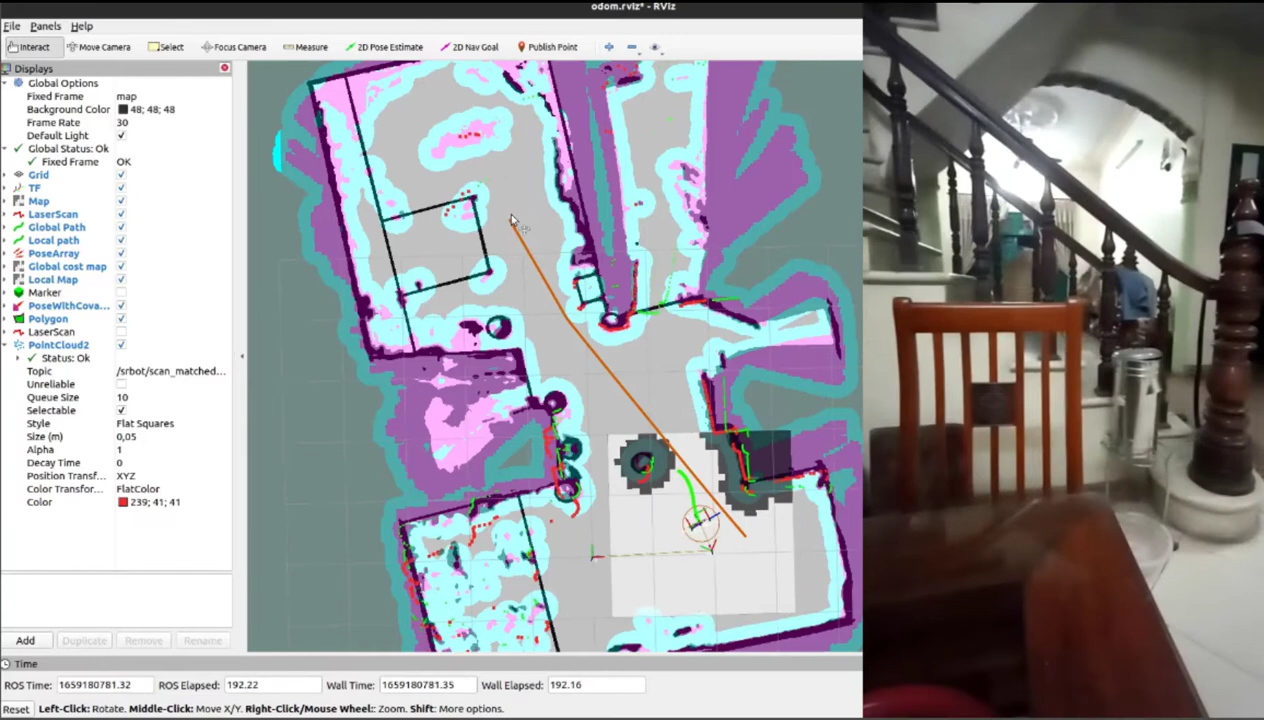 odom.rviz* - RViz
File Panels Help
Interact Move Camera Select Focus Camera Measure 2D Pose Estimate 2D Nav Goal Publish Point
Displays
Global Options
Fixed Frame map
Background Color 48; 48; 48
Frame Rate 30
Default Light
Global Status: Ok
Fixed Frame OK
Grid
TF
Map
LaserScan
Global Path
Local path
PoseArray
Global cost map
Local Map
Marker
PoseWithCova...
Polygon
LaserScan
PointCloud2
Status: Ok
Topic /srbot/scan_matched...
Unreliable
Queue Size 10
Selectable
Style Flat Squares
Size (m) 0,05
Alpha 1
Decay Time 0
Position Transf... XYZ
Color Transfor... FlatColor
Color 239; 41; 41
Add Duplicate Remove Rename
Time
ROS Time: 1659180781.32 ROS Elapsed: 192.22 Wall Time: 1659180781.35 Wall Elapsed: 192.16
Reset Left-Click: Rotate. Middle-Click: Move X/Y. Right-Click/Mouse Wheel:: Zoom. Shift: More options.